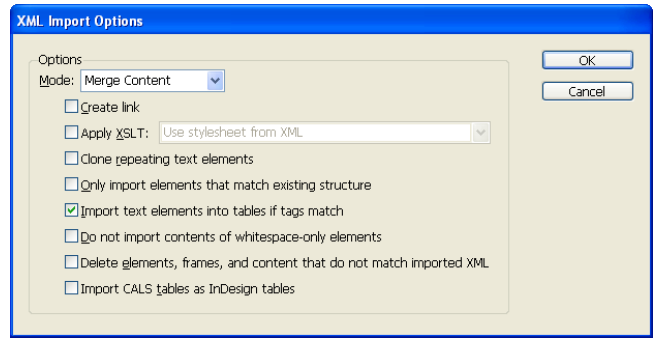 XML Import Options
Options
OK
Mode: Merge Content
Cancel
Create link
Apply XSLT: Use stylesheet from XML
Clone repeating text elements
Only import elements that match existing structure
Import text elements into tables if tags match
Do not import contents of whitespace-only elements
Delete elements, frames, and content that do not match imported XML
Import CALS tables as InDesign tables